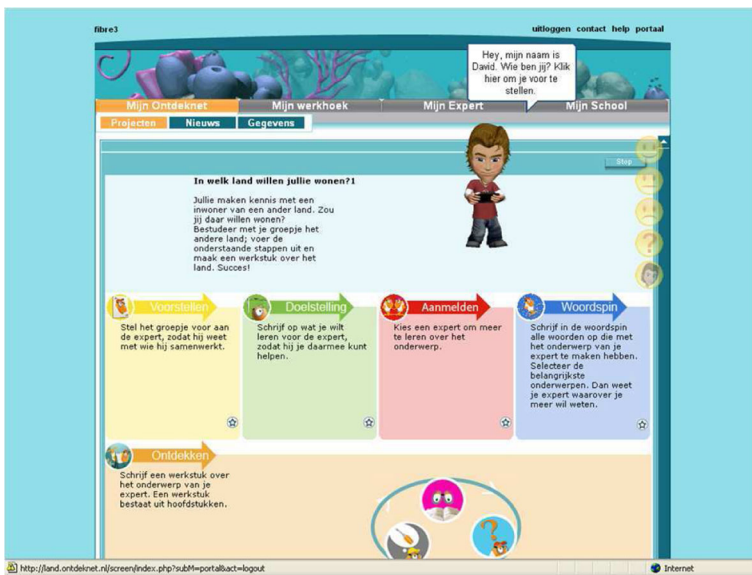 fibre3
uitloggen contact help portaal
Hey, mijn naam is
David. Wie ben jij? Klik
hier om je voor te
stellen.
Mijn Ontdeknet Mijn werkhoek Mijn Expert Mijn School
Projecten Nieuws Gegevens
Stop
In welk land willen jullie wonen?1
Jullie maken kennis met een
inwoner van een ander land. Zou
jij daar willen wonen?
Bestudeer met je groepje het
andere land; voer de
onderstaande stappen uit en
maak een werkstuk over het
land. Succes!
Voorstellen
Stel het groepje voor aan
de expert, zodat hij weet
met wie hij samenwerkt.
Doelstelling
Schrijf op wat je wilt
leren voor de expert,
zodat hij je daarmee kunt
helpen.
Aanmelden
Kies een expert om meer
te leren over het
onderwerp.
Woordspin
Schrijf in de woordspin
alle woorden op die met
het onderwerp van je
expert te maken hebben.
Selecteer de
belangrijkste
onderwerpen. Dan weet
je expert waarover je
meer wil weten.
Ontdekken
Schrijf een werkstuk over
het onderwerp van je
expert. Een werkstuk
bestaat uit hoofdstukken.
http://land.ontdeknet.nl/screen/index.php?subM=portal&act=logout
Internet